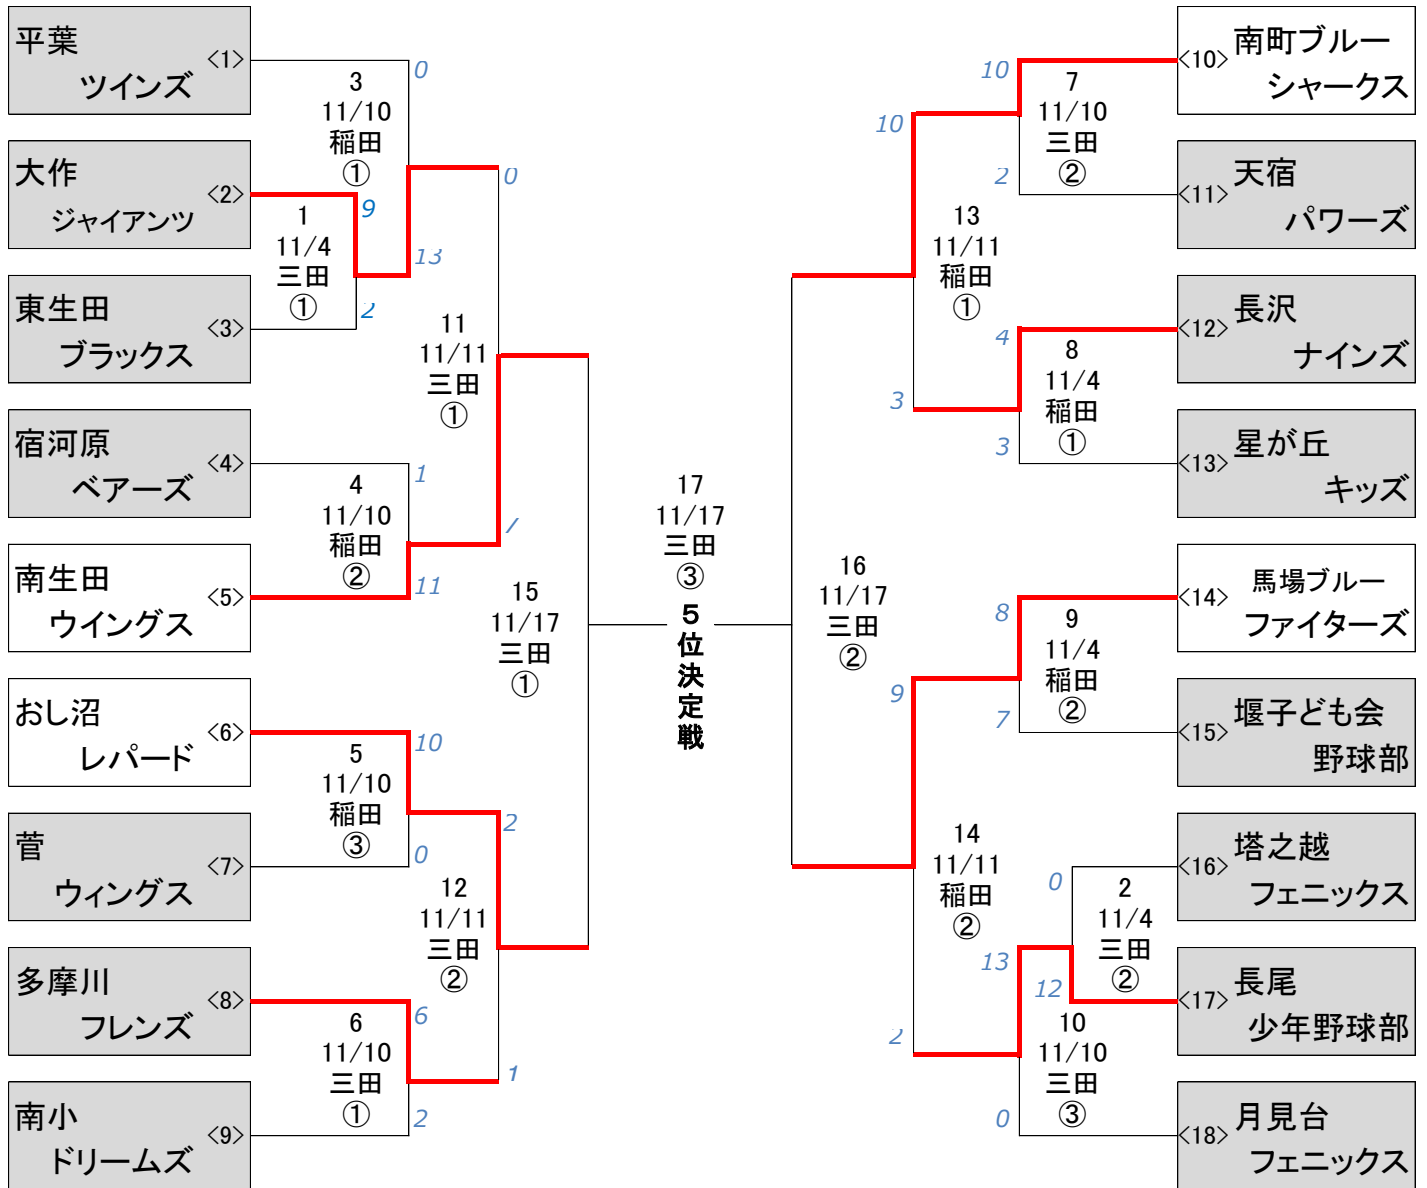 平葉
ツインズ
<1>
大作
ジャイアンツ
<2>
東生田
ブラックス
<3>
宿河原
ベアーズ
<4>
南生田
ウイングス
<5>
おし沼
レパード
<6>
菅
ウィングス
<7>
多摩川
フレンズ
<8>
南小
ドリームズ
<9>
3
11/10
稲田
①
0
13
1
11/4
三田
①
9
2
4
11/10
稲田
②
1
11
5
11/10
稲田
③
10
0
6
11/10
三田
①
6
2
11
11/11
三田
①
0
7
12
11/11
三田
②
2
1
15
11/17
三田
①
17
11/17
三田
③
5
位
決
定
戦
16
11/17
三田
②
13
11/11
稲田
①
10
3
14
11/11
稲田
②
9
2
7
11/10
三田
②
10
2
8
11/4
稲田
①
4
3
9
11/4
稲田
②
8
7
2
11/4
三田
②
0
12
10
11/10
三田
③
13
0
<10>
南町ブルー
シャークス
<11>
天宿
パワーズ
<12>
長沢
ナインズ
<13>
星が丘
キッズ
<14>
馬場ブルー
ファイターズ
<15>
堰子ども会
野球部
<16>
塔之越
フェニックス
<17>
長尾
少年野球部
<18>
月見台
フェニックス